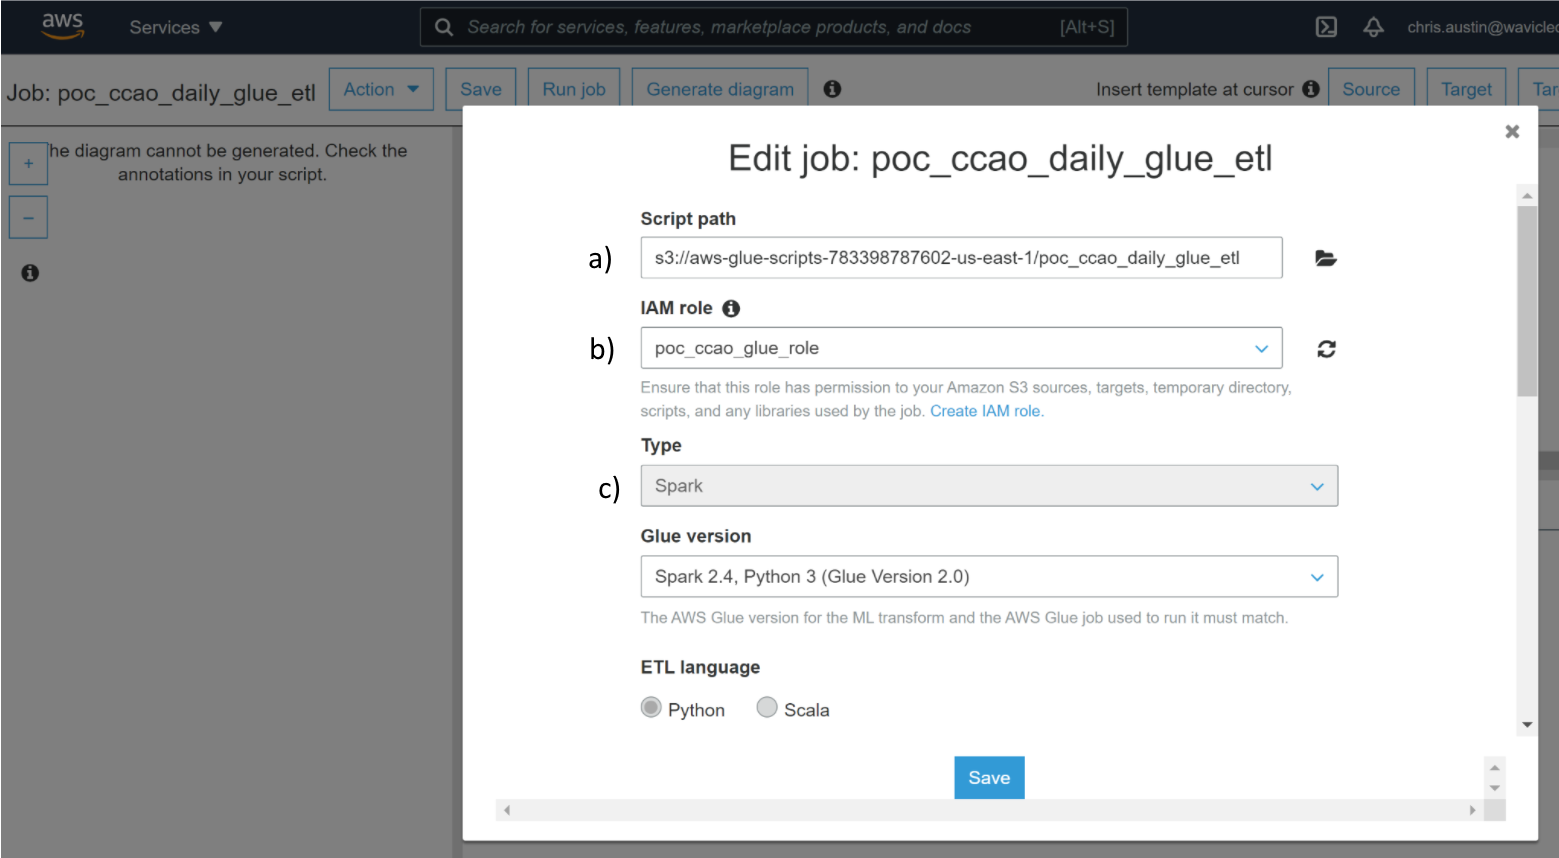 aws Services Search for services, features, marketplace products, and docs [Alt+S] chris.austin@wavicle
Job: poc_ccao_daily_glue_etl Action Save Run job Generate diagram Insert template at cursor Source Target Tar
he diagram cannot be generated. Check the
annotations in your script.
Edit job: poc_ccao_daily_glue_etl
Script path
a) s3://aws-glue-scripts-783398787602-us-east-1/poc_ccao_daily_glue_etl
IAM role
b) poc_ccao_glue_role
Ensure that this role has permission to your Amazon S3 sources, targets, temporary directory,
scripts, and any libraries used by the job. Create IAM role.
Type
c) Spark
Glue version
Spark 2.4, Python 3 (Glue Version 2.0)
The AWS Glue version for the ML transform and the AWS Glue job used to run it must match.
ETL language
Python Scala
Save